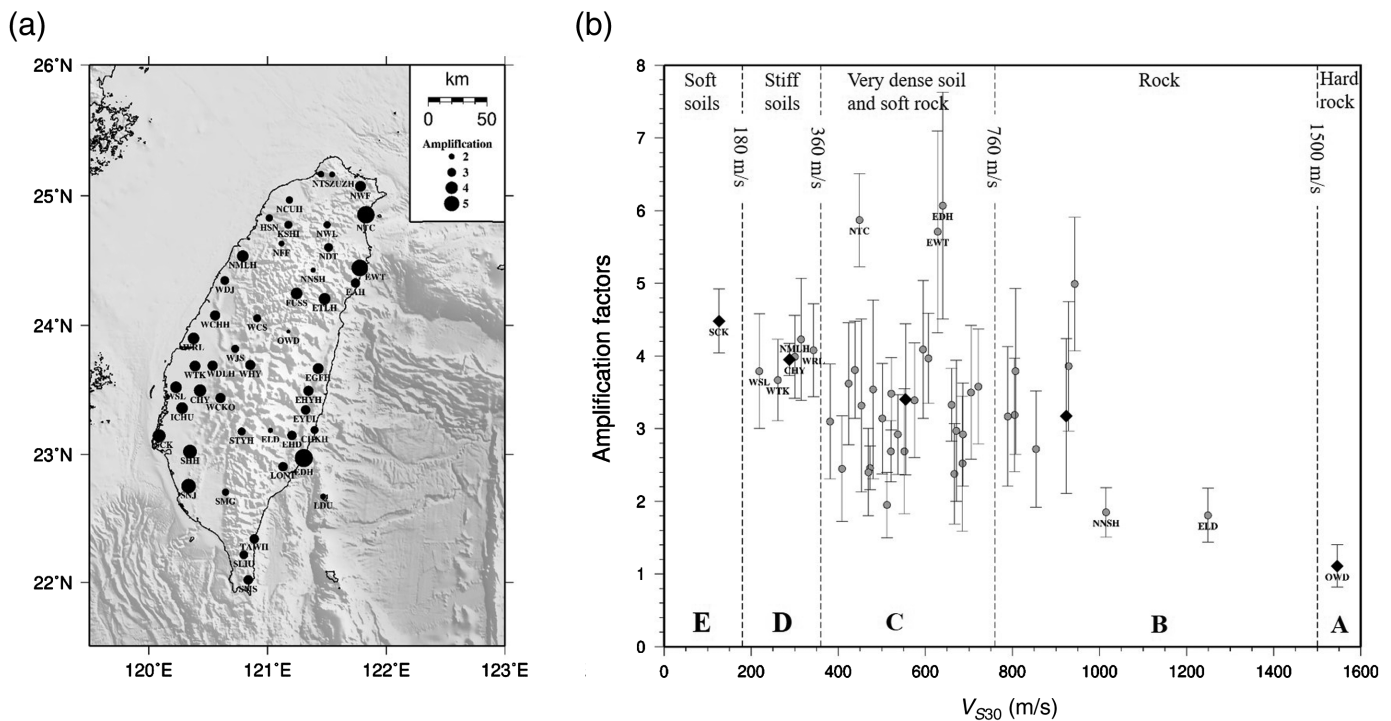 (a)
26°N
25°N
24°N
23°N
22°N
120°E
121°E
122°E
123°E
km
0 50
Amplification
2
3
4
5
NTS
ZUZH
NWF
NCUH
NTC
HSN
KSHI
NWL
NFF
NDT
NMLH
NNSH
EWT
WDJ
EAH
FUSS
ETLH
WCHH
WCS
OWD
WRL
WJS
WTK
WDLH
WHY
EGFH
WSL
CHY
WCKO
EHYH
ICHU
EYUL
SCK
STYH
ELD
EHD
CHKH
SHH
LONT
EDH
SNJ
SMG
LDU
TAWH
SLIU
SNJS
(b)
Amplification factors
8
7
6
5
4
3
2
1
0
0
200
400
600
800
1000
1200
1400
1600
V S30 (m/s)
Soft
soils
Stiff
soils
Very dense soil
and soft rock
Rock
Hard
rock
180 m/s
360 m/s
760 m/s
1500 m/s
SCK
WSL
WTK
NMLH
CHY
WRL
NTC
EDH
EWT
NNSH
ELD
OWD
E
D
C
B
A